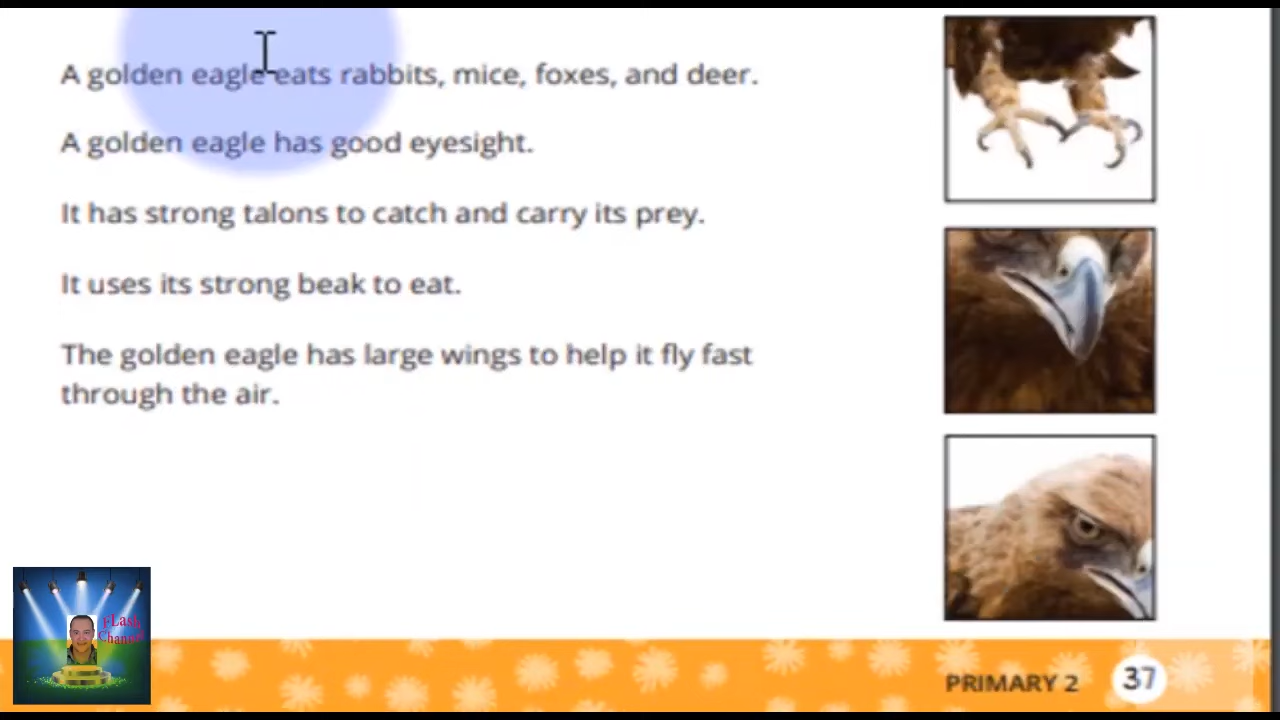 A golden eagle eats rabbits, mice, foxes, and deer.
A golden eagle has good eyesight.
It has strong talons to catch and carry its prey.
It uses its strong beak to eat.
The golden eagle has large wings to help it fly fast
through the air.
fLash
Channel
PRIMARY 2
37